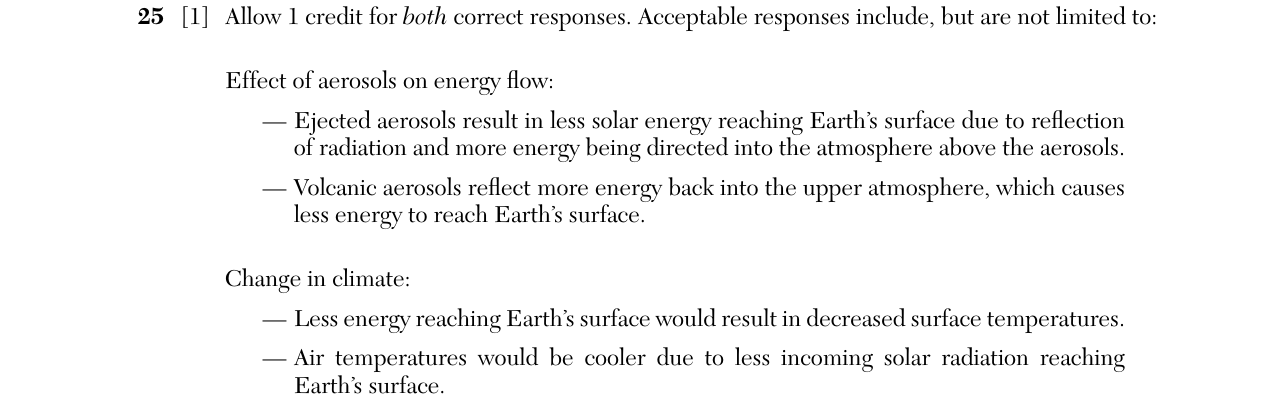 25 [1] Allow 1 credit for both correct responses. Acceptable responses include, but are not limited to:
Effect of aerosols on energy flow:
— Ejected aerosols result in less solar energy reaching Earth’s surface due to reflection
of radiation and more energy being directed into the atmosphere above the aerosols.
— Volcanic aerosols reflect more energy back into the upper atmosphere, which causes
less energy to reach Earth’s surface.
Change in climate:
— Less energy reaching Earth’s surface would result in decreased surface temperatures.
— Air temperatures would be cooler due to less incoming solar radiation reaching
Earth’s surface.